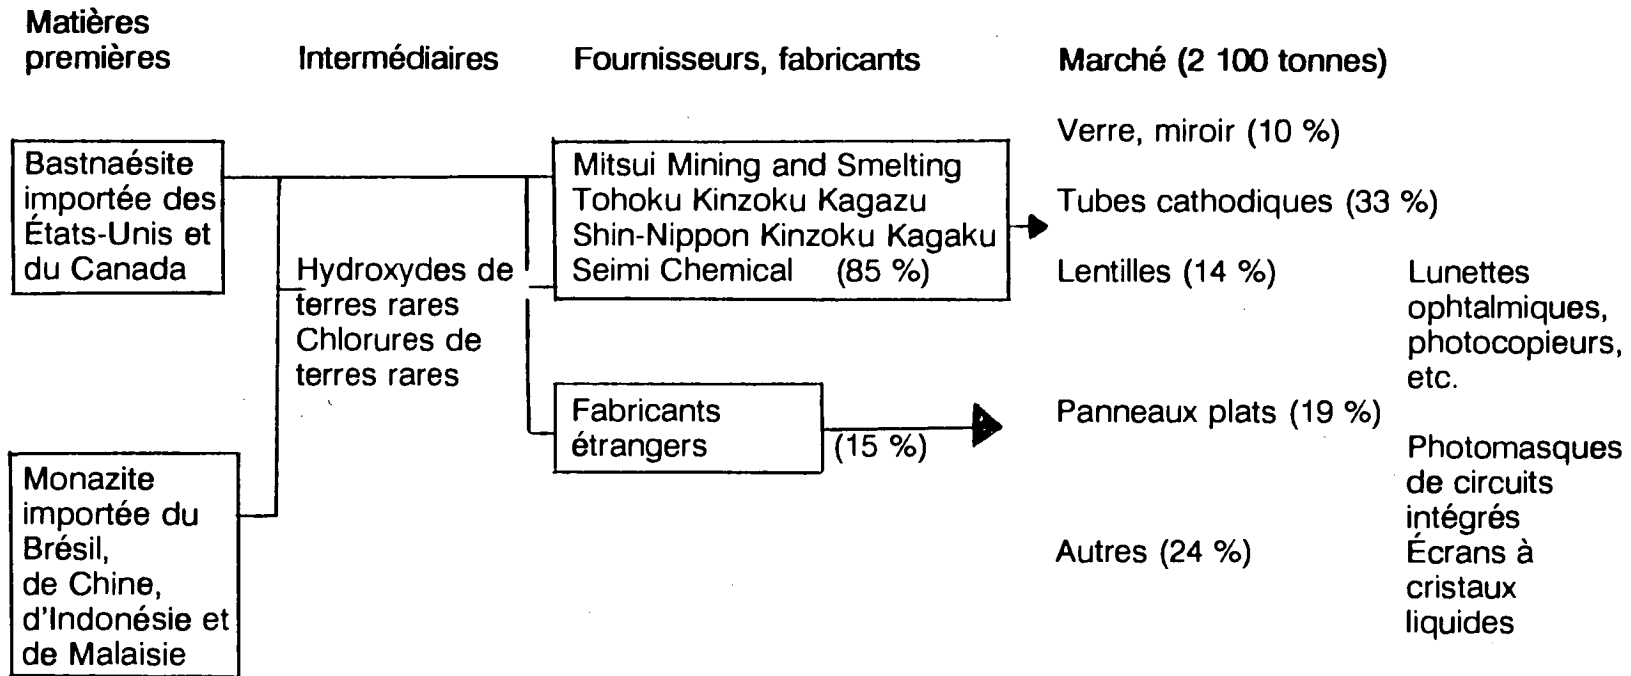 Matières
premières
Intermédiaires
Fournisseurs, fabricants
Marché (2 100 tonnes)
Bastnaésite
importée des
États-Unis et
du Canada
Monazite
importée du
Brésil,
de Chine,
d'Indonésie et
de Malaisie
Hydroxydes de
terres rares
Chlorures de
terres rares
Mitsui Mining and Smelting
Tohoku Kinzoku Kagazu
Shin-Nippon Kinzoku Kagaku
Seimi Chemical (85 %)
Fabricants
étrangers
(15 %)
Verre, miroir (10 %)
Tubes cathodiques (33 %)
Lentilles (14 %)
Lunettes
ophtalmiques,
photocopieurs,
etc.
Panneaux plats (19 %)
Photomasques
de circuits
intégrés
Écrans à
cristaux
liquides
Autres (24 %)